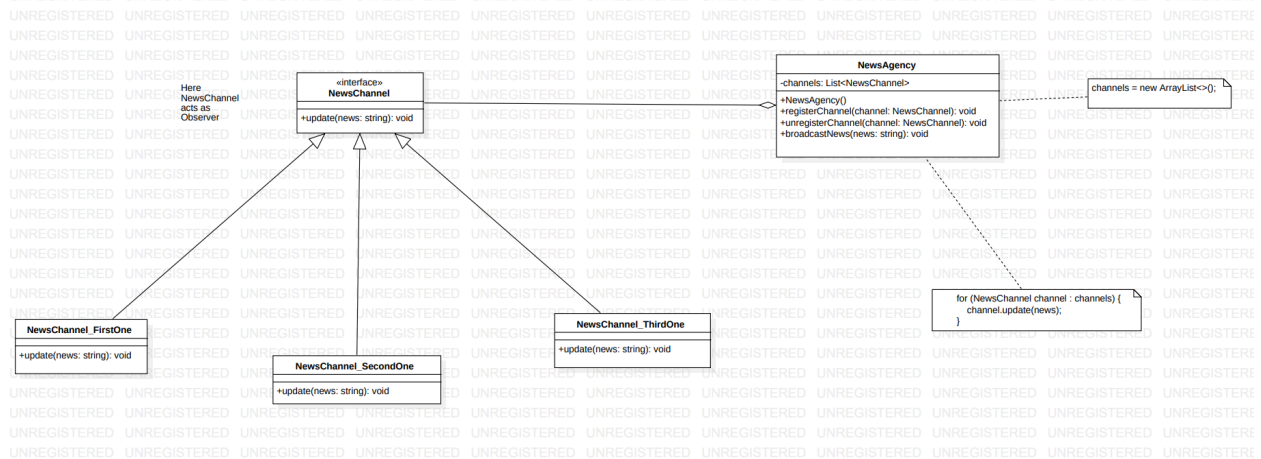 Here
NewsChannel
acts as
Observer
«interface»
NewsChannel
+update(news: string): void
NewsAgency
-channels: List<NewsChannel>
+NewsAgency()
+registerChannel(channel: NewsChannel): void
+unregisterChannel(channel: NewsChannel): void
+broadcastNews(news: string): void
channels = new ArrayList<>();
for (NewsChannel channel : channels) {
channel.update(news);
}
NewsChannel_FirstOne
+update(news: string): void
NewsChannel_SecondOne
+update(news: string): void
NewsChannel_ThirdOne
+update(news: string): void
UNREGISTERED